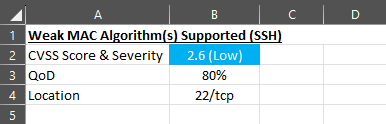 A B C D
1 Weak MAC Algorithm(s) Supported (SSH)
2 CVSS Score & Severity 2.6 (Low)
3 QoD 80%
4 Location 22/tcp
5